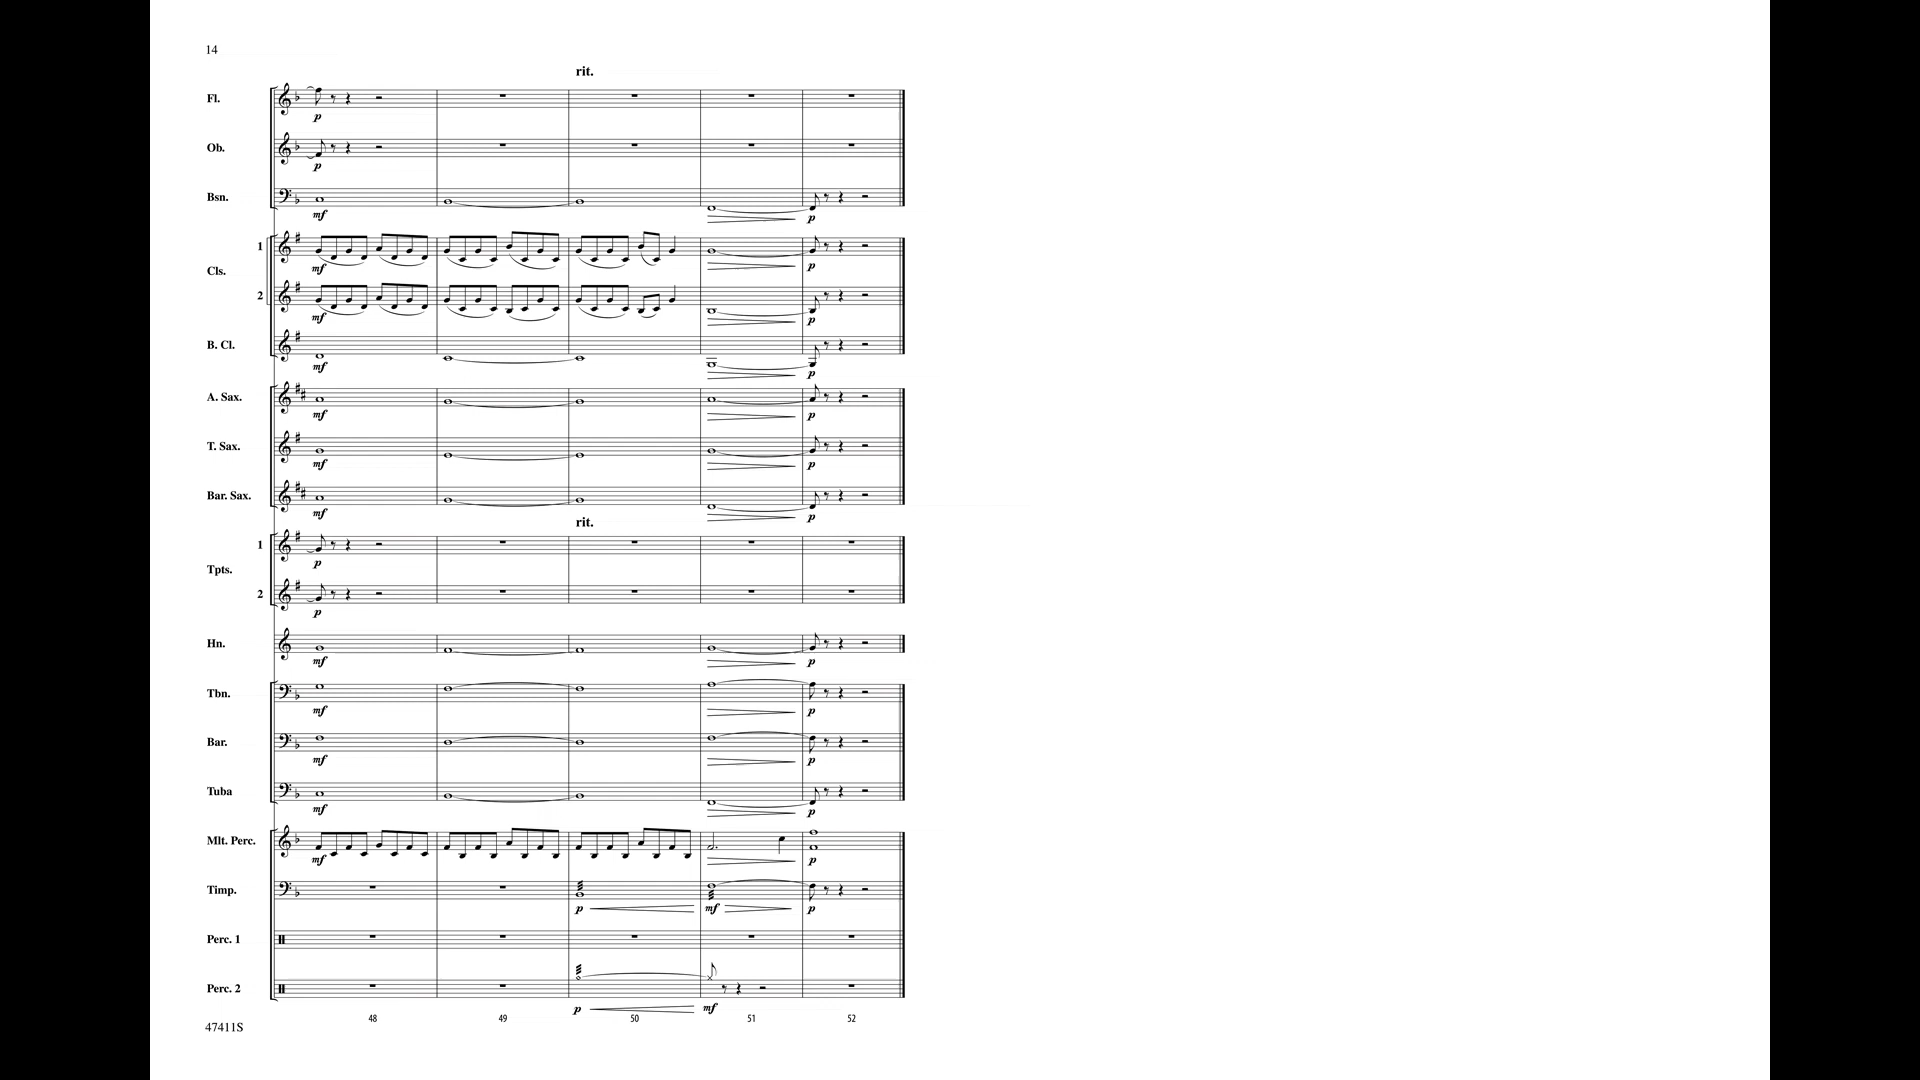 14
rit.
Fl.
p
Ob.
p
Bsn.
mf p
1
mf p
Cls.
2
mf p
B. Cl.
mf p
A. Sax.
mf p
T. Sax.
mf p
Bar. Sax.
mf p
rit.
1
p
Tpts.
2
p
Hn.
mf p
Tbn.
mf p
Bar.
mf p
Tuba
mf p
Mlt. Perc.
mf p
Timp.
p mf p
Perc. 1
Perc. 2
p mf
48 49 50 51 52
47411S